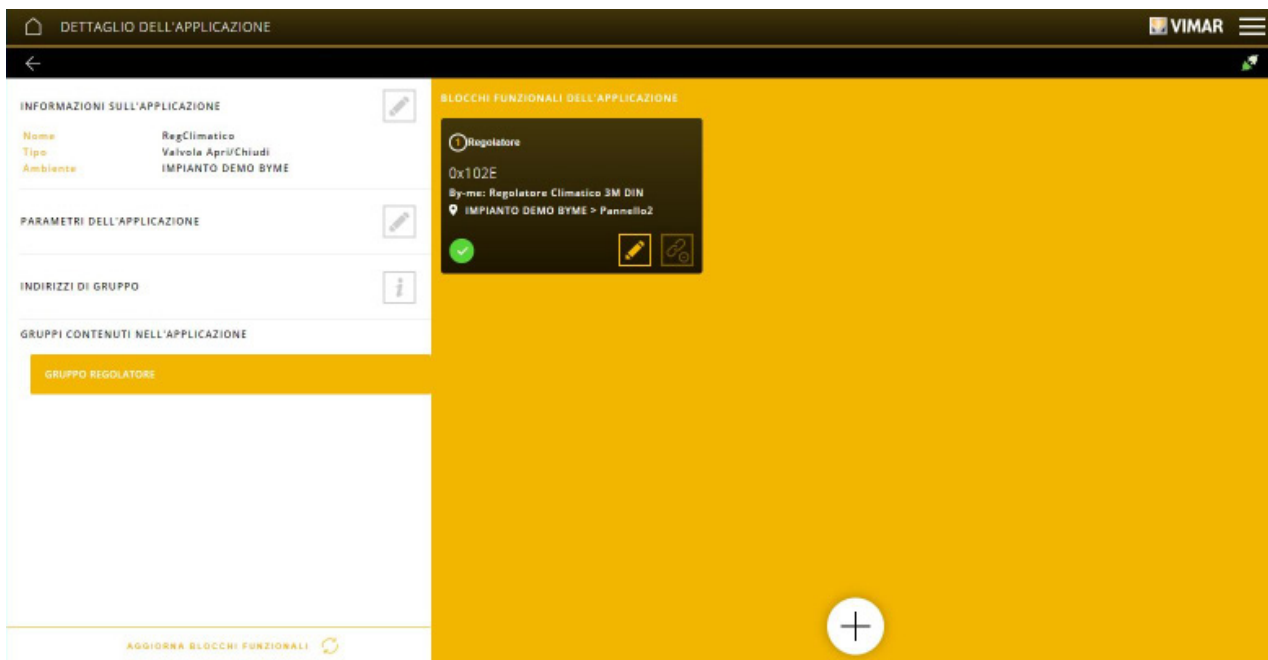 DETTAGLIO DELL'APPLICAZIONE
VIMAR
INFORMAZIONI SULL'APPLICAZIONE
Nome RegClimatico
Tipo Valvola Apri/Chiudi
Ambiente IMPIANTO DEMO BYME
PARAMETRI DELL'APPLICAZIONE
INDIRIZZI DI GRUPPO
i
GRUPPI CONTENUTI NELL'APPLICAZIONE
GRUPPO REGOLATORE
AGGIORNA BLOCCHI FUNZIONALI
BLOCCHI FUNZIONALI DELL'APPLICAZIONE
1 Regolatore
0x102E
By-me: Regolatore Climatico 3M DIN
IMPIANTO DEMO BYME > Pannello2